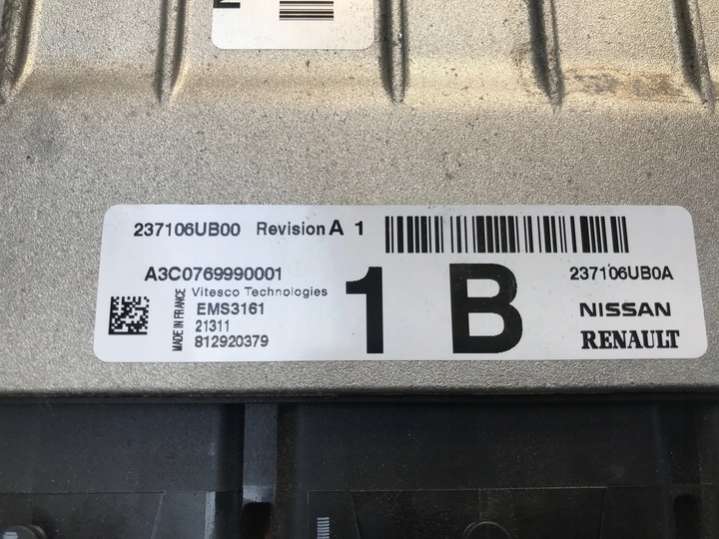 237106UB00 Revision A 1
A3C0769990001
1 B
237106UB0A
MADE IN FRANCE
Vitesco Technologies
EMS3161
21311
812920379
NISSAN
RENAULT